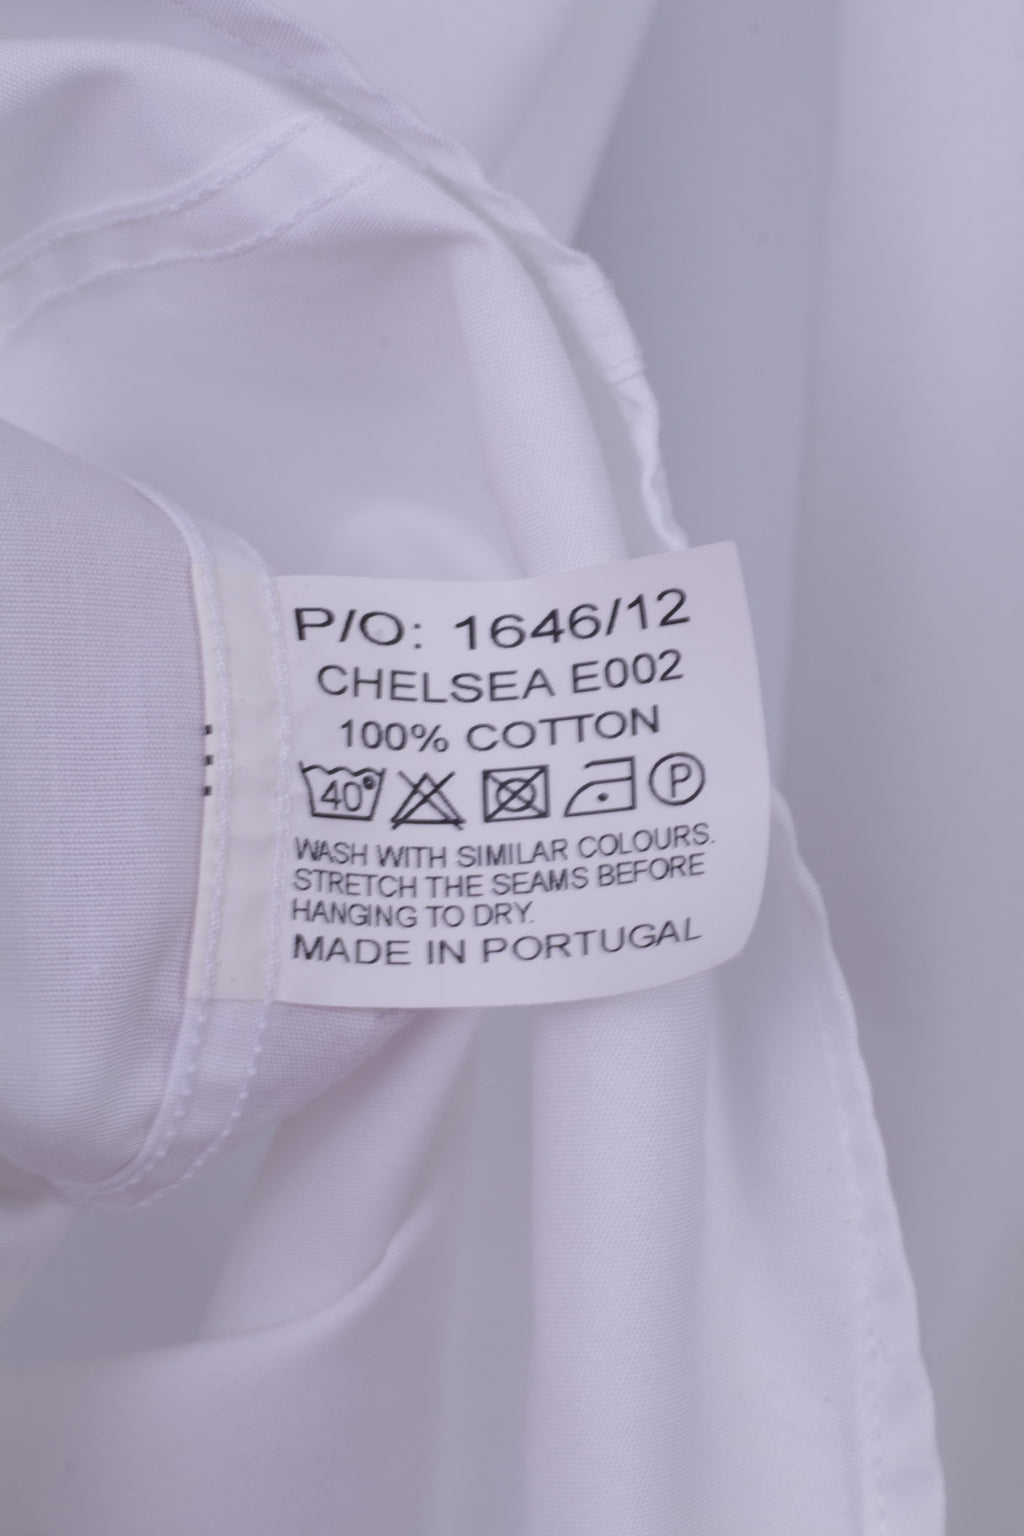 P/O: 1646/12
CHELSEA E002
100% COTTON
40° P
WASH WITH SIMILAR COLOURS.
STRETCH THE SEAMS BEFORE
HANGING TO DRY.
MADE IN PORTUGAL